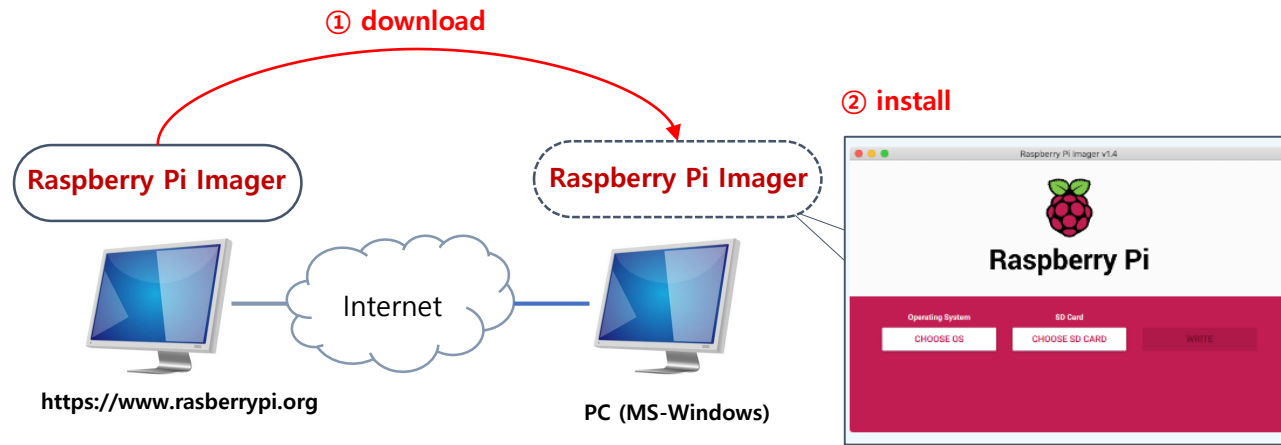 ① download
② install
Raspberry Pi Imager
Raspberry Pi Imager
Raspberry Pi Imager v1.4
Raspberry Pi
Internet
Operating System
SD Card
CHOOSE OS
CHOOSE SD CARD
WRITE
https://www.rasberrypi.org
PC (MS-Windows)